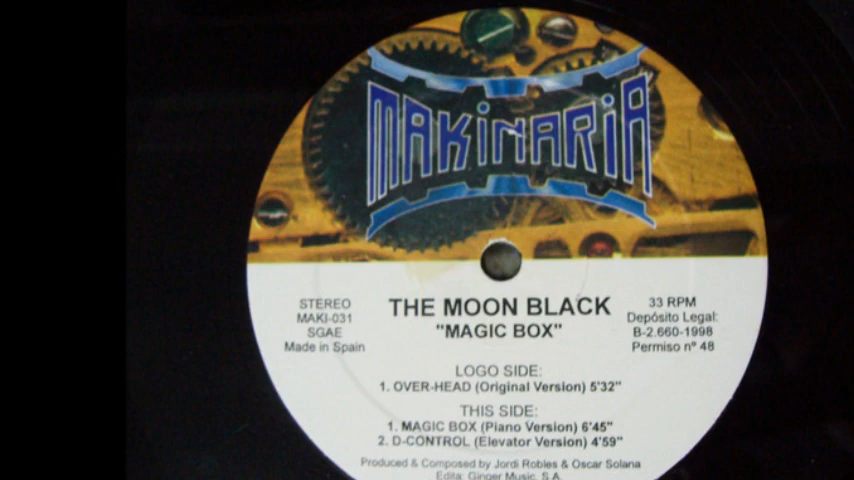 MAKINARIA
STEREO
MAKI-031
SGAE
Made in Spain
THE MOON BLACK
"MAGIC BOX"
33 RPM
Depósito Legal:
B-2.660-1998
Permiso nº 48
LOGO SIDE:
1. OVER-HEAD (Original Version) 5'32"
THIS SIDE:
1. MAGIC BOX (Piano Version) 6'45"
2. D-CONTROL (Elevator Version) 4'59"
Produced & Composed by Jordi Robles & Oscar Solana
Edita: Ginger Music, S.A.